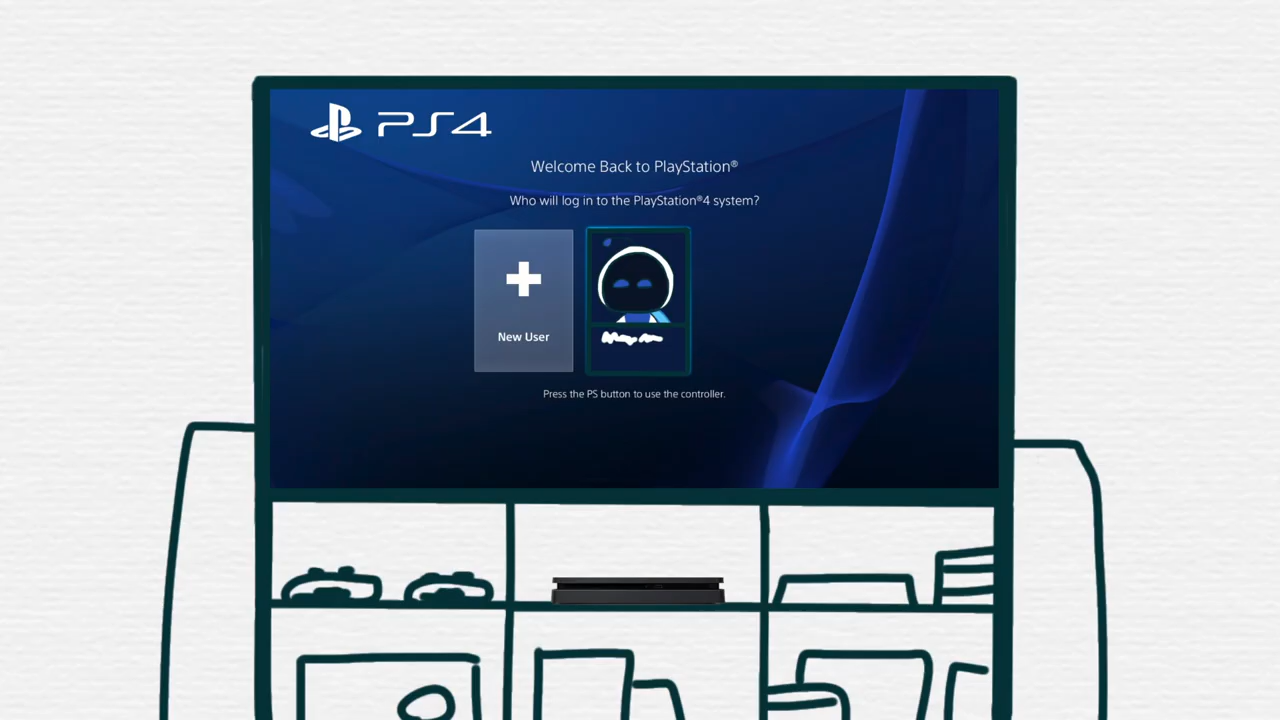 PS4
Welcome Back to PlayStation®
Who will log in to the PlayStation®4 system?
New User
Press the PS button to use the controller.